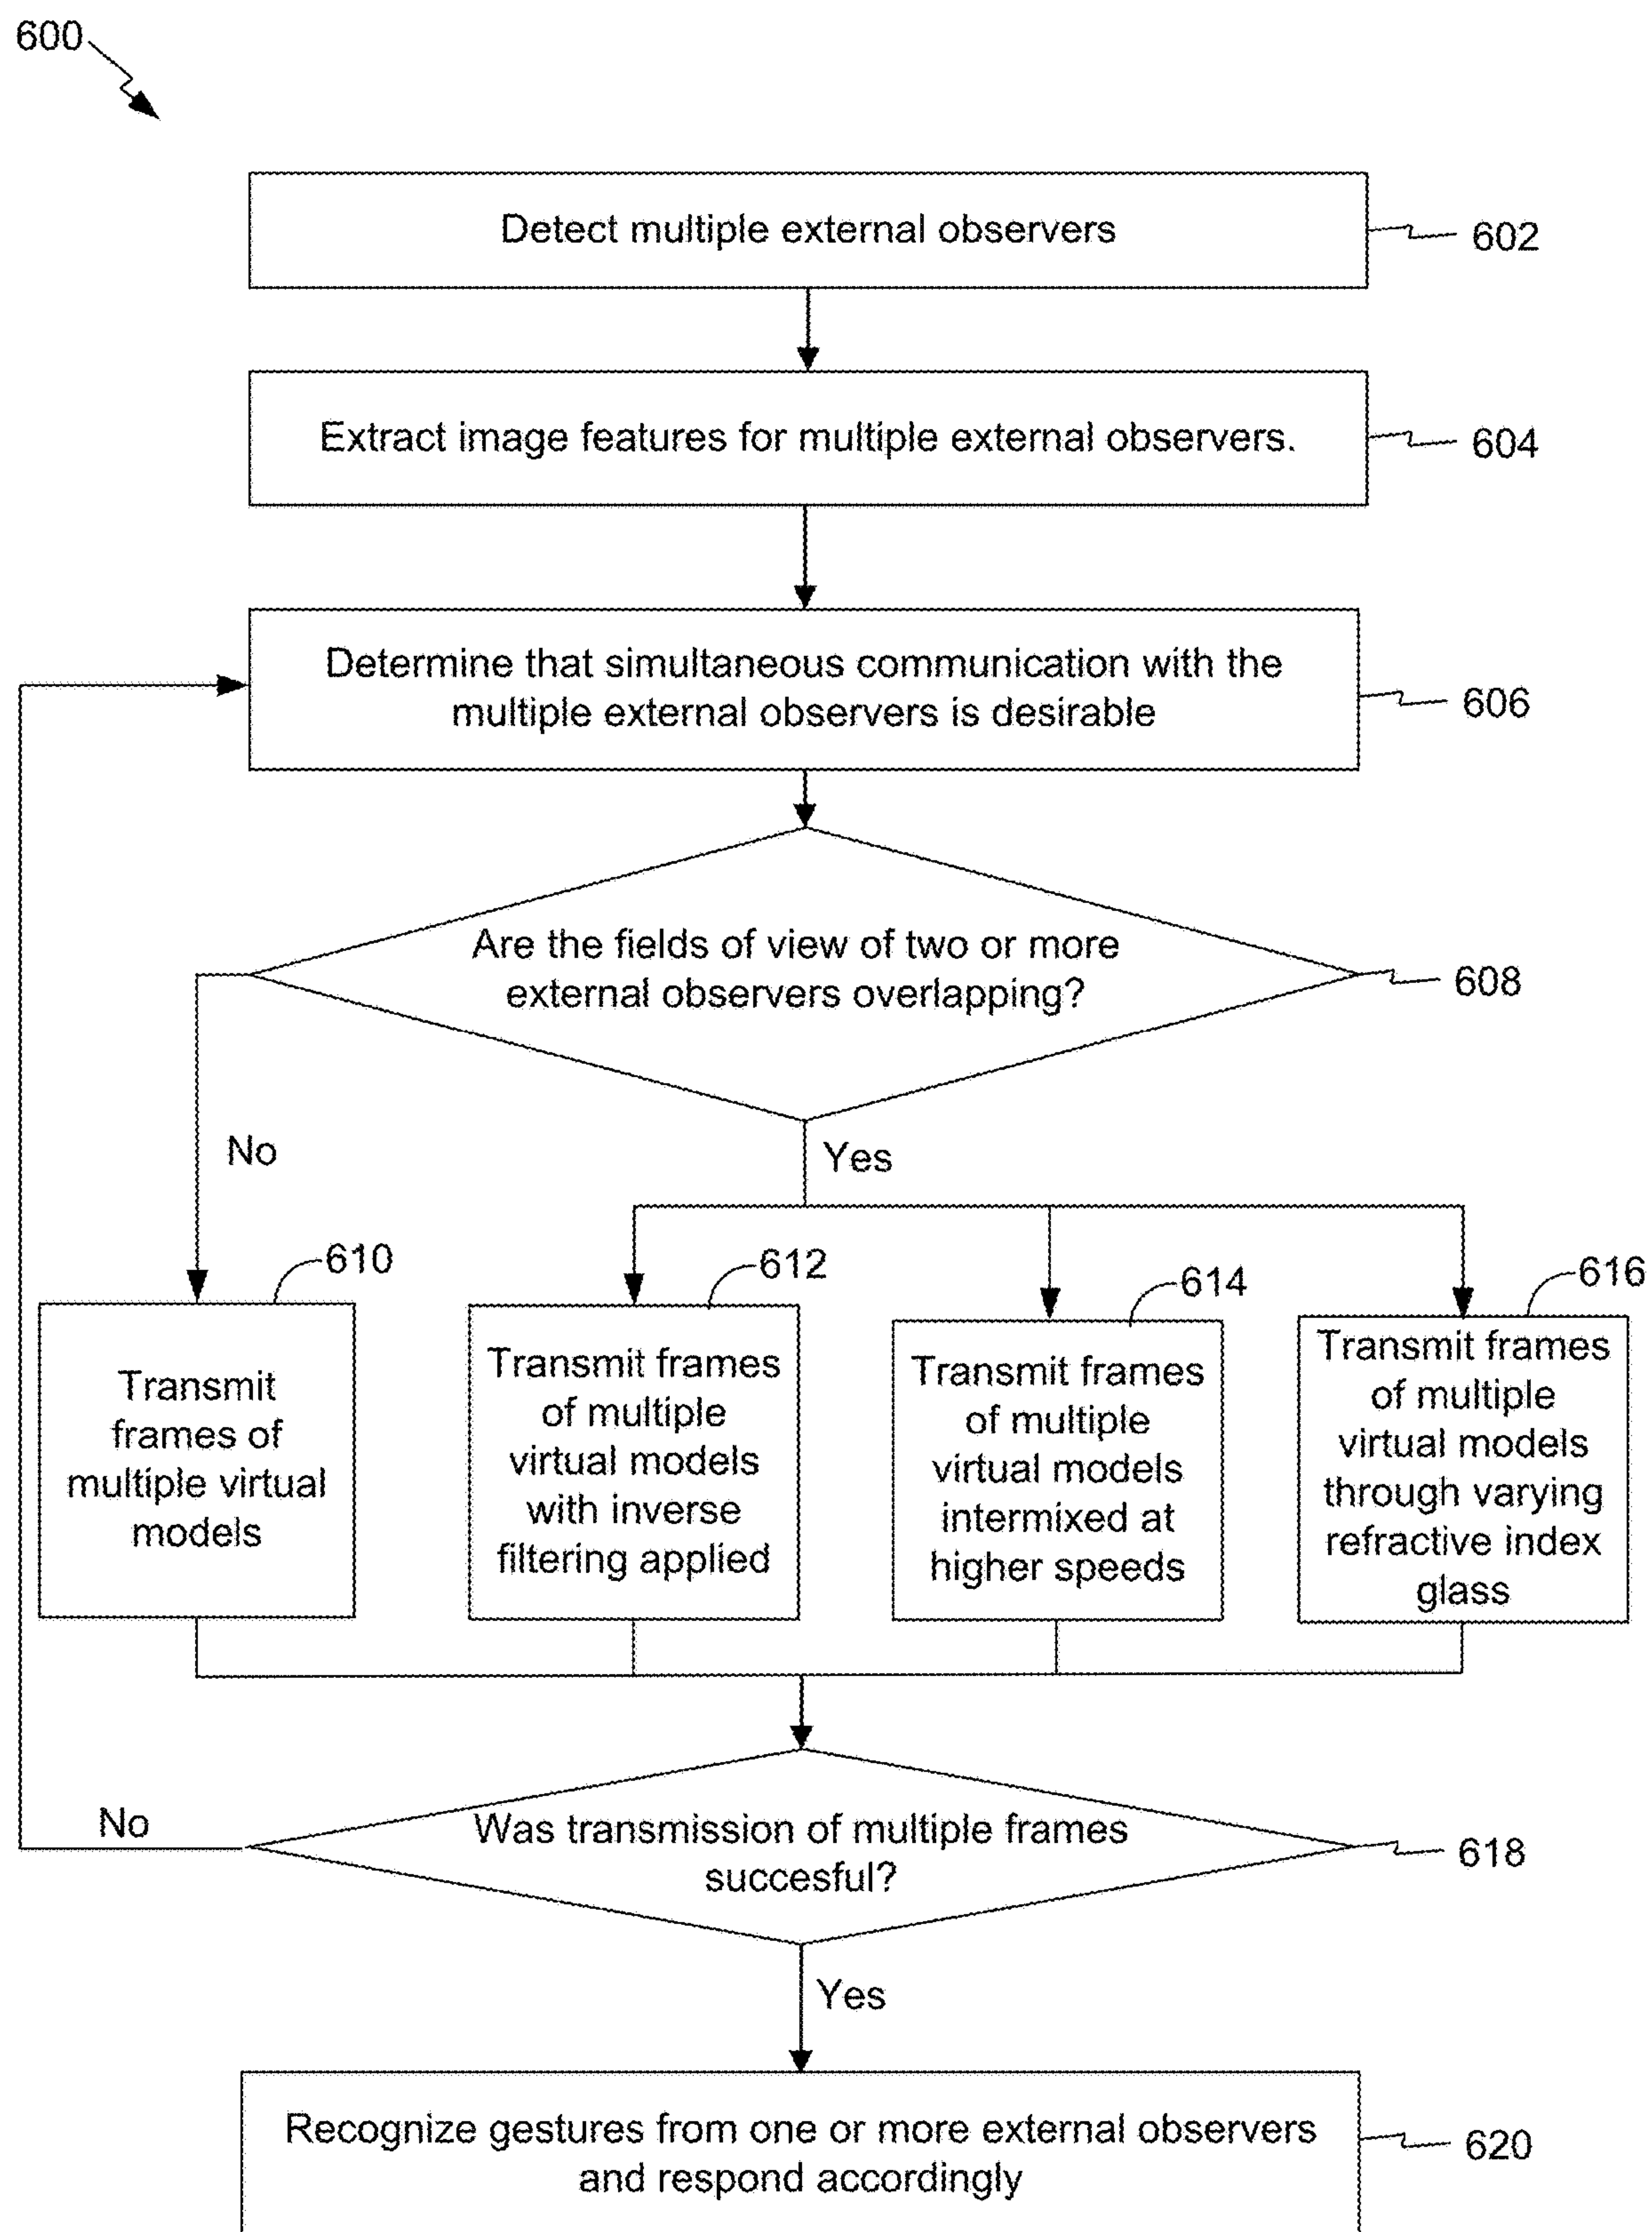 600
Detect multiple external observers
602
Extract image features for multiple external observers.
604
Determine that simultaneous communication with the
multiple external observers is desirable
606
Are the fields of view of two or more
external observers overlapping?
608
No
Yes
610
Transmit
frames of
multiple virtual
models
612
Transmit frames
of multiple
virtual models
with inverse
filtering applied
614
Transmit frames
of multiple
virtual models
intermixed at
higher speeds
616
Transmit frames
of multiple
virtual models
through varying
refractive index
glass
No
Was transmission of multiple frames
succesful?
618
Yes
Recognize gestures from one or more external observers
and respond accordingly
620